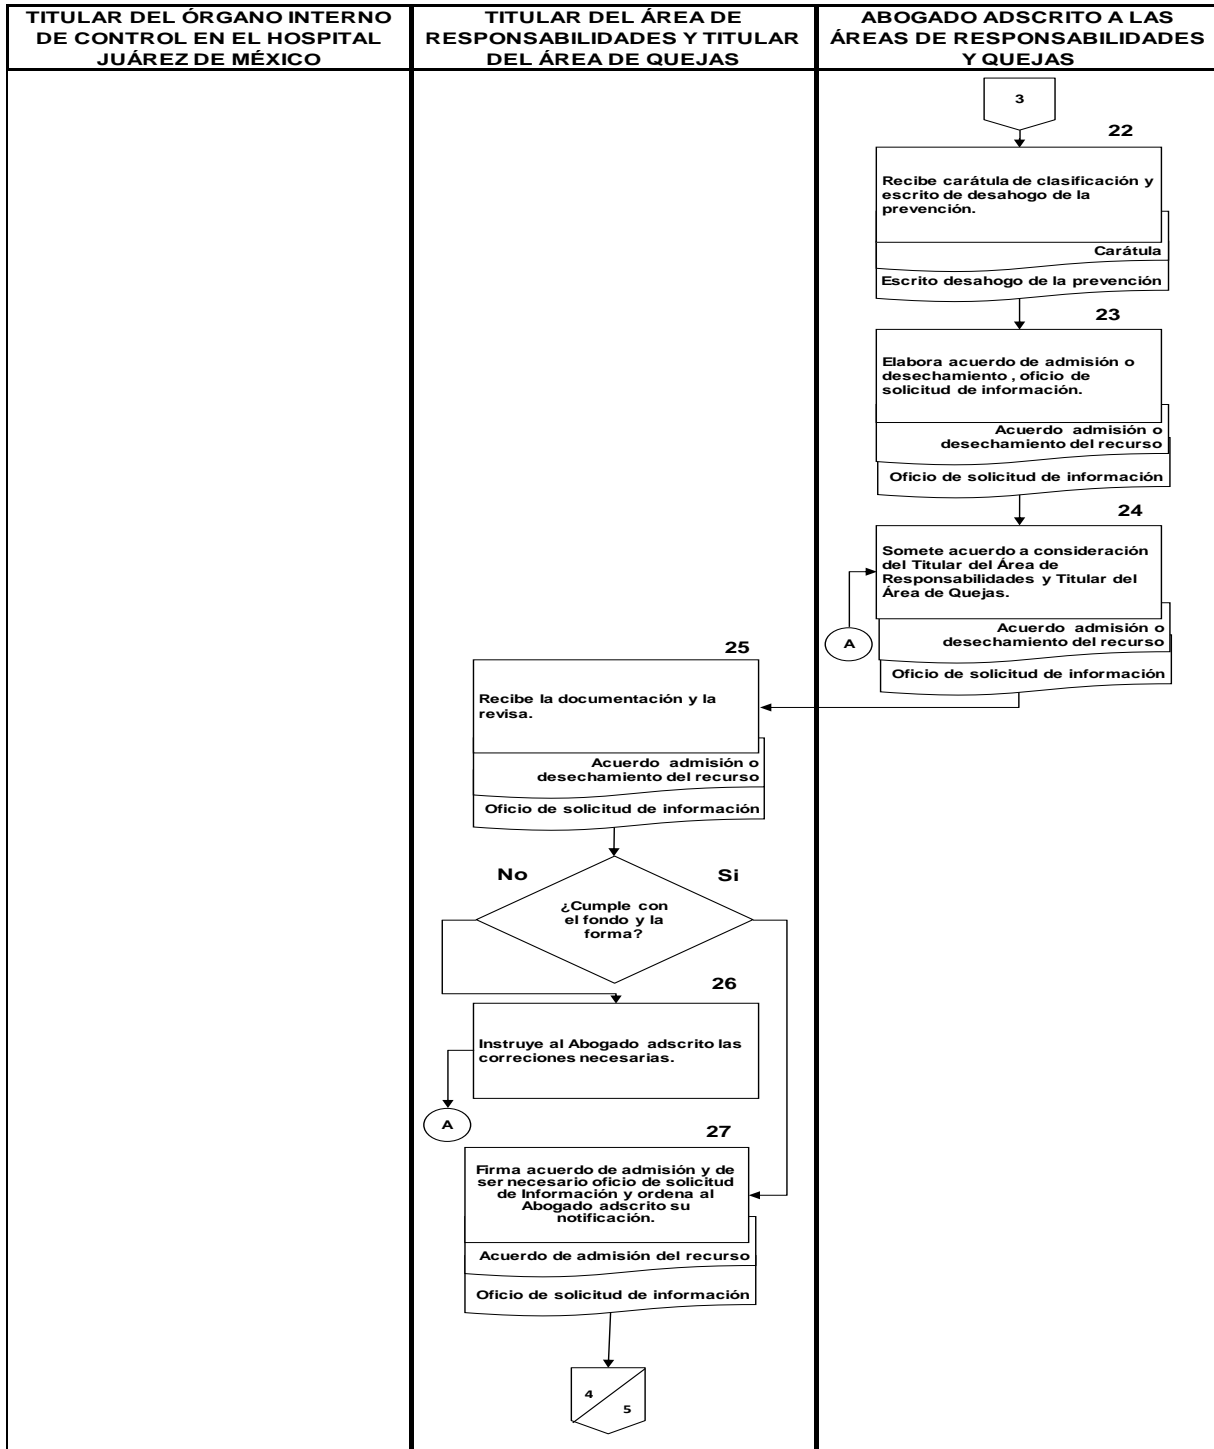 TITULAR DEL ÓRGANO INTERNO
DE CONTROL EN EL HOSPITAL
JUÁREZ DE MÉXICO
TITULAR DEL ÁREA DE
RESPONSABILIDADES Y TITULAR
DEL ÁREA DE QUEJAS
ABOGADO ADSCRITO A LAS
ÁREAS DE RESPONSABILIDADES
Y QUEJAS
3
22
Recibe carátula de clasificación y
escrito de desahogo de la
prevención.
Carátula
Escrito desahogo de la prevención
23
Elabora acuerdo de admisión o
desechamiento , oficio de
solicitud de información.
Acuerdo admisión o
desechamiento del recurso
Oficio de solicitud de información
24
Somete acuerdo a consideración
del Titular del Área de
Responsabilidades y Titular del
Área de Quejas.
A
Acuerdo admisión o
desechamiento del recurso
Oficio de solicitud de información
25
Recibe la documentación y la
revisa.
Acuerdo admisión o
desechamiento del recurso
Oficio de solicitud de información
No
Si
¿Cumple con
el fondo y la
forma?
26
Instruye al Abogado adscrito las
correciones necesarias.
A
27
Firma acuerdo de admisión y de
ser necesario oficio de solicitud
de Información y ordena al
Abogado adscrito su
notificación.
Acuerdo de admisión del recurso
Oficio de solicitud de información
4
5